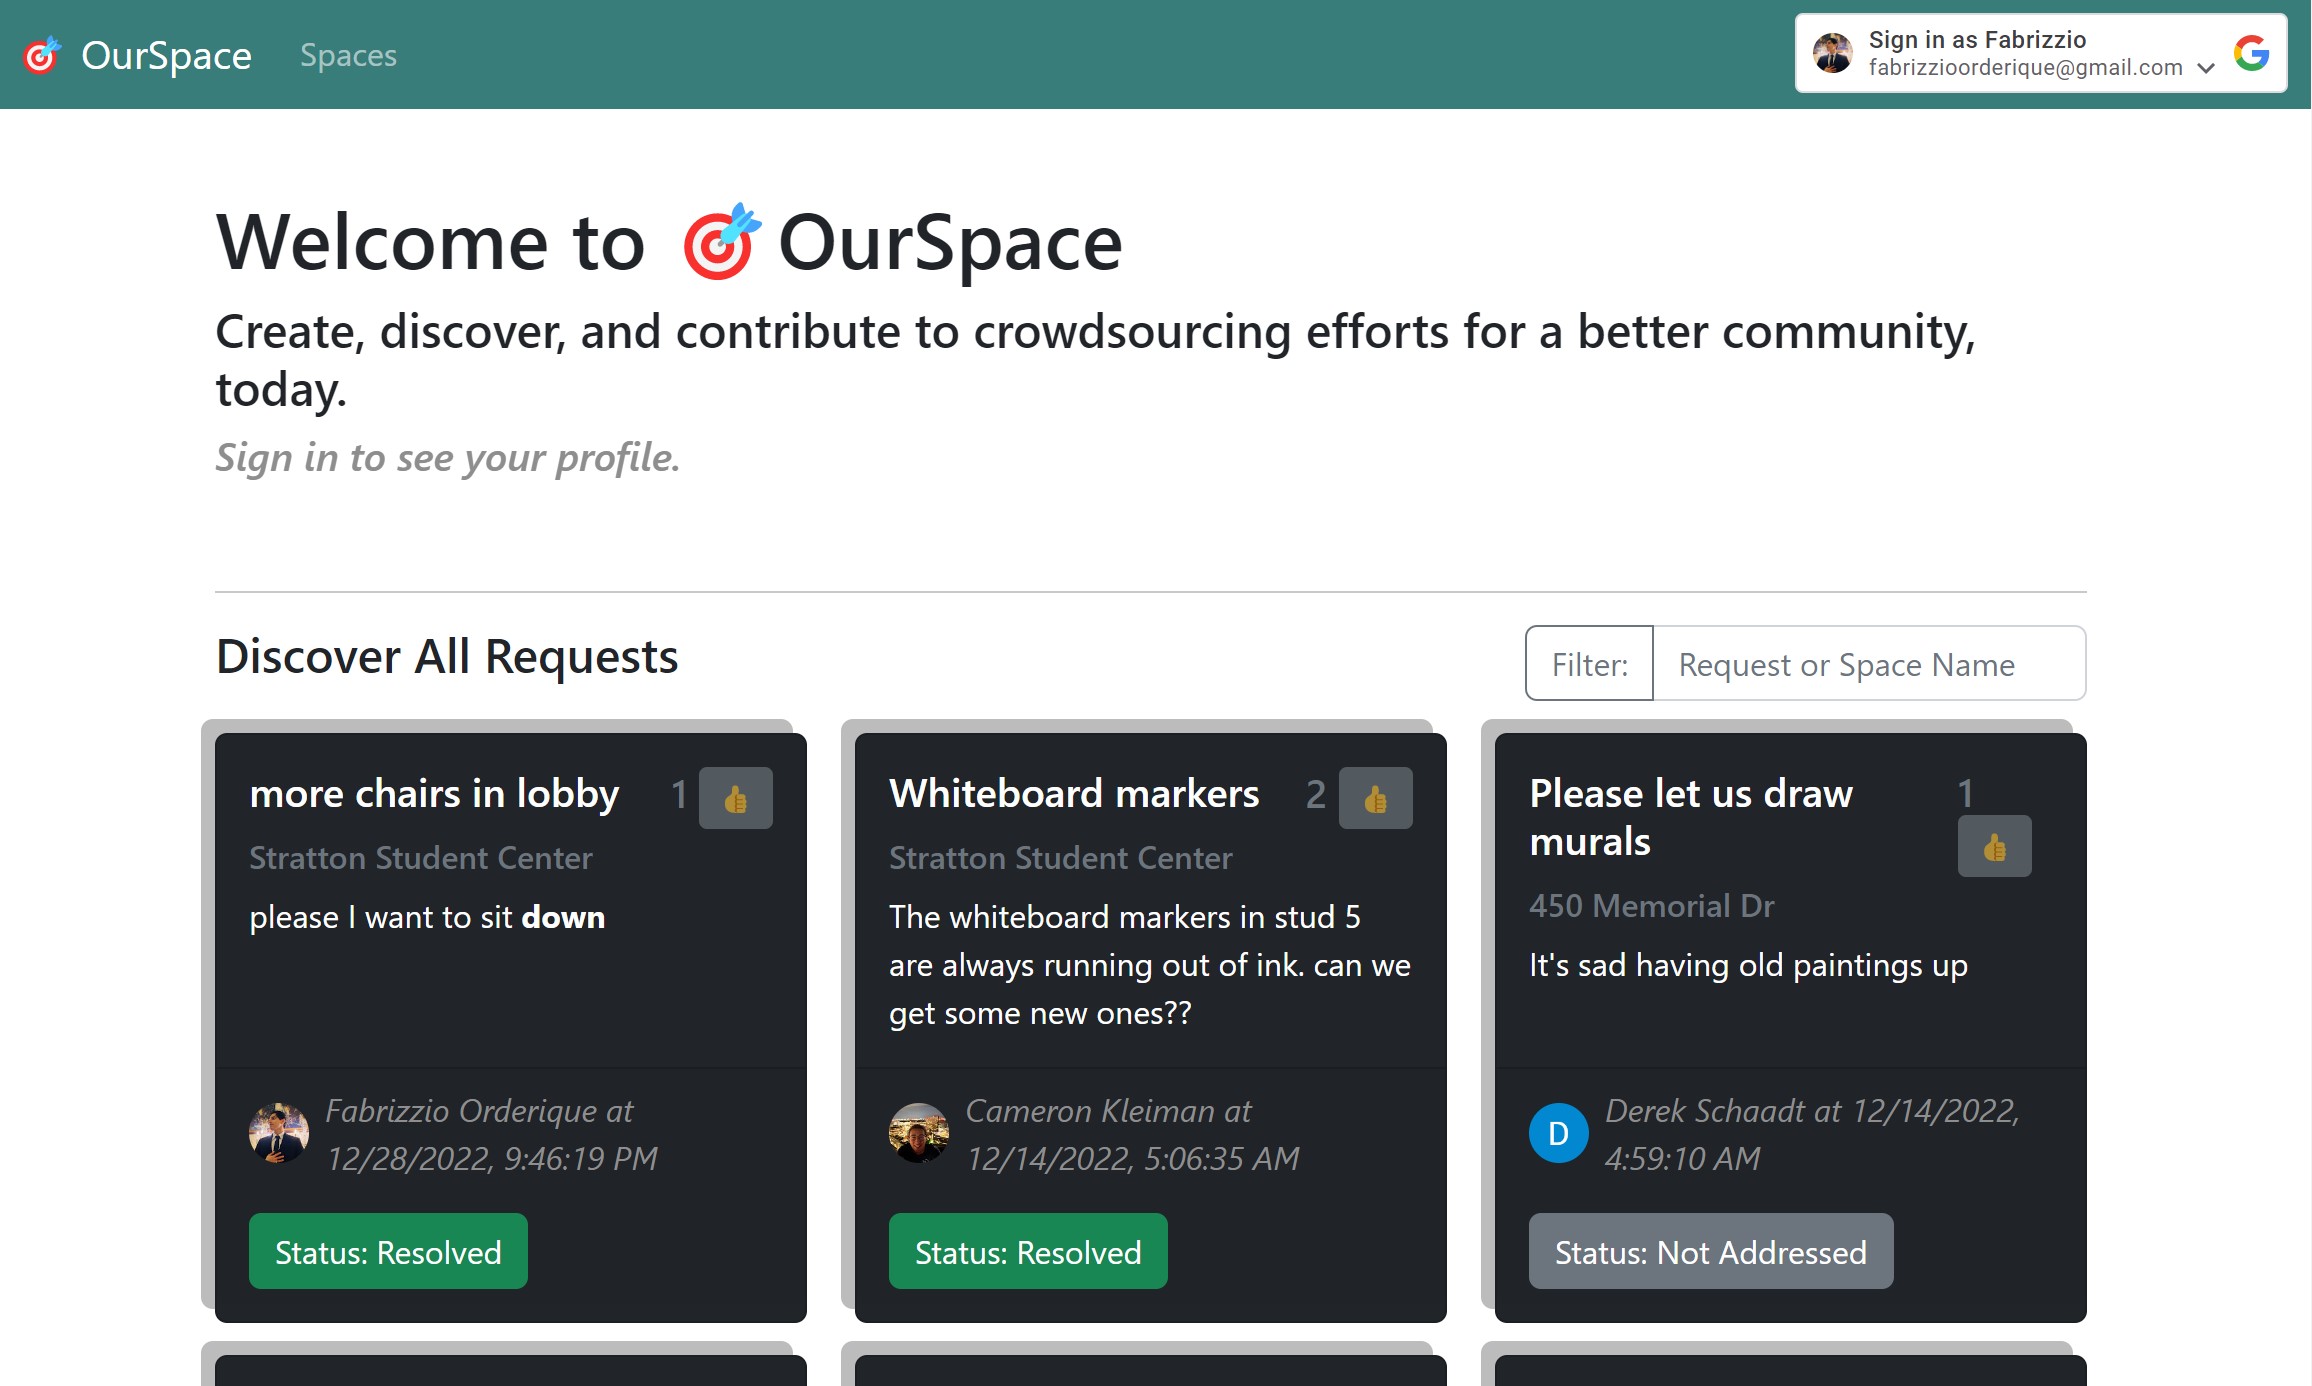 OurSpace
Spaces
Sign in as Fabrizzio
fabrizzioorderique@gmail.com
Welcome to OurSpace
Create, discover, and contribute to crowdsourcing efforts for a better community,
today.
Sign in to see your profile.
Discover All Requests
Filter:
Request or Space Name
more chairs in lobby
1
Stratton Student Center
please I want to sit down
Fabrizzio Orderique at
12/28/2022, 9:46:19 PM
Status: Resolved
Whiteboard markers
2
Stratton Student Center
The whiteboard markers in stud 5
are always running out of ink. can we
get some new ones??
Cameron Kleiman at
12/14/2022, 5:06:35 AM
Status: Resolved
Please let us draw
murals
1
450 Memorial Dr
It's sad having old paintings up
D
Derek Schaadt at 12/14/2022,
4:59:10 AM
Status: Not Addressed